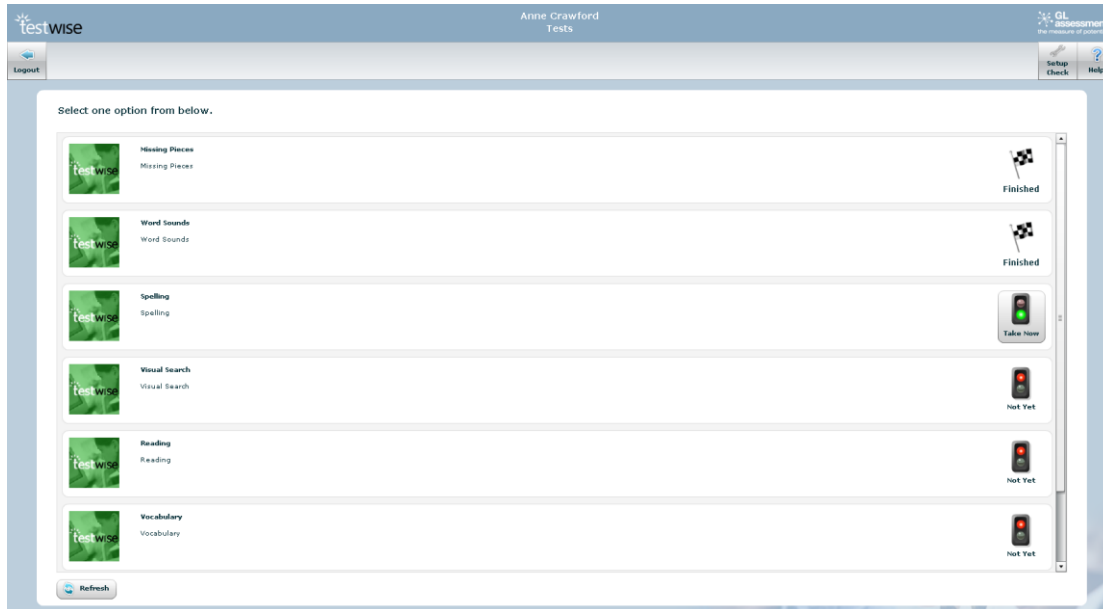 testwise
Anne Crawford
Tests
GL assessment
the measure of potential
Logout
Setup Check
Help
Select one option from below.
testwise
Missing Pieces
Missing Pieces
Finished
testwise
Word Sounds
Word Sounds
Finished
testwise
Spelling
Spelling
Take Now
testwise
Visual Search
Visual Search
Not Yet
testwise
Reading
Reading
Not Yet
testwise
Vocabulary
Vocabulary
Not Yet
Refresh